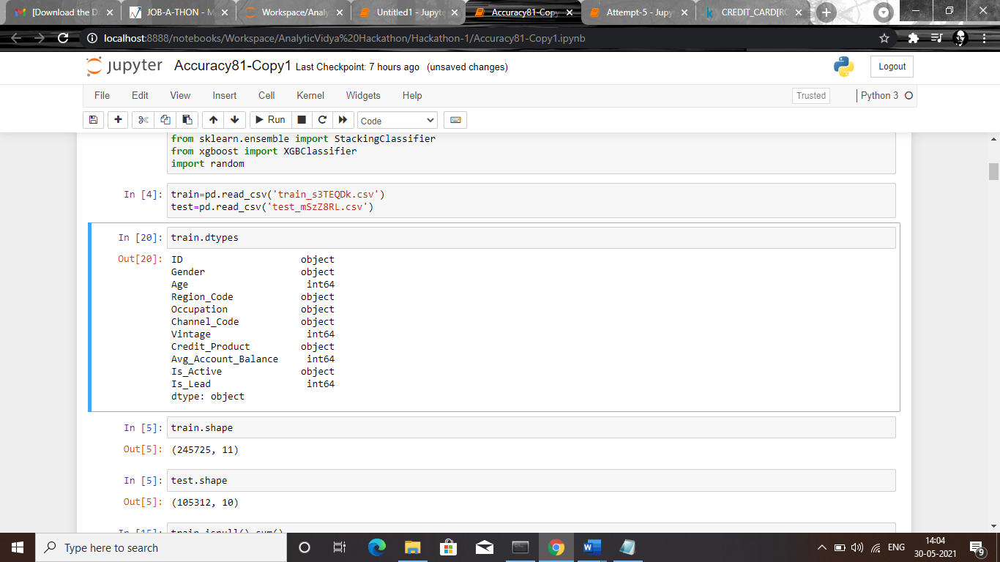 [Download the Da
JOB-A-THON - M
Workspace/Analy
Untitled1 - Jupyte
Accuracy81-Copy
Attempt-5 - Jupy
CREDIT_CARD[RO
localhost:8888/notebooks/Workspace/AnalyticVidya%20Hackathon/Hackathon-1/Accuracy81-Copy1.ipynb
jupyter Accuracy81-Copy1 Last Checkpoint: 7 hours ago (unsaved changes)
Logout
File Edit View Insert Cell Kernel Widgets Help
Trusted
Python 3
Run
Code
from sklearn.ensemble import StackingClassifier
from xgboost import XGBClassifier
import random
In [4]: train=pd.read_csv('train_s3TEQDk.csv')
test=pd.read_csv('test_mSzZ8RL.csv')
In [20]: train.dtypes
Out[20]: ID object
Gender object
Age int64
Region_Code object
Occupation object
Channel_Code object
Vintage int64
Credit_Product object
Avg_Account_Balance int64
Is_Active object
Is_Lead int64
dtype: object
In [5]: train.shape
Out[5]: (245725, 11)
In [5]: test.shape
Out[5]: (105312, 10)
In [15]: train.isnull().sum()
Type here to search
ENG
14:04
30-05-2021
9